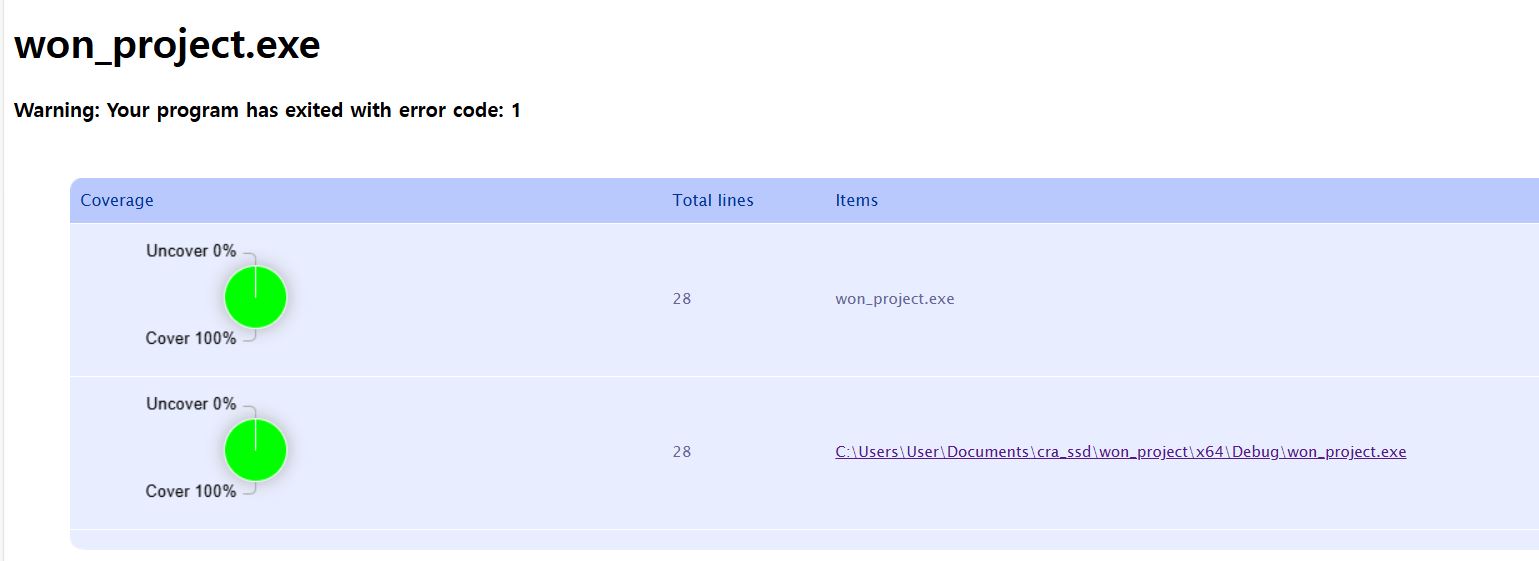 won_project.exe
Warning: Your program has exited with error code: 1
Coverage Total lines Items
Uncover 0%
28 won_project.exe
Cover 100%
Uncover 0%
28 C:\Users\User\Documents\cra_ssd\won_project\x64\Debug\won_project.exe
Cover 100%